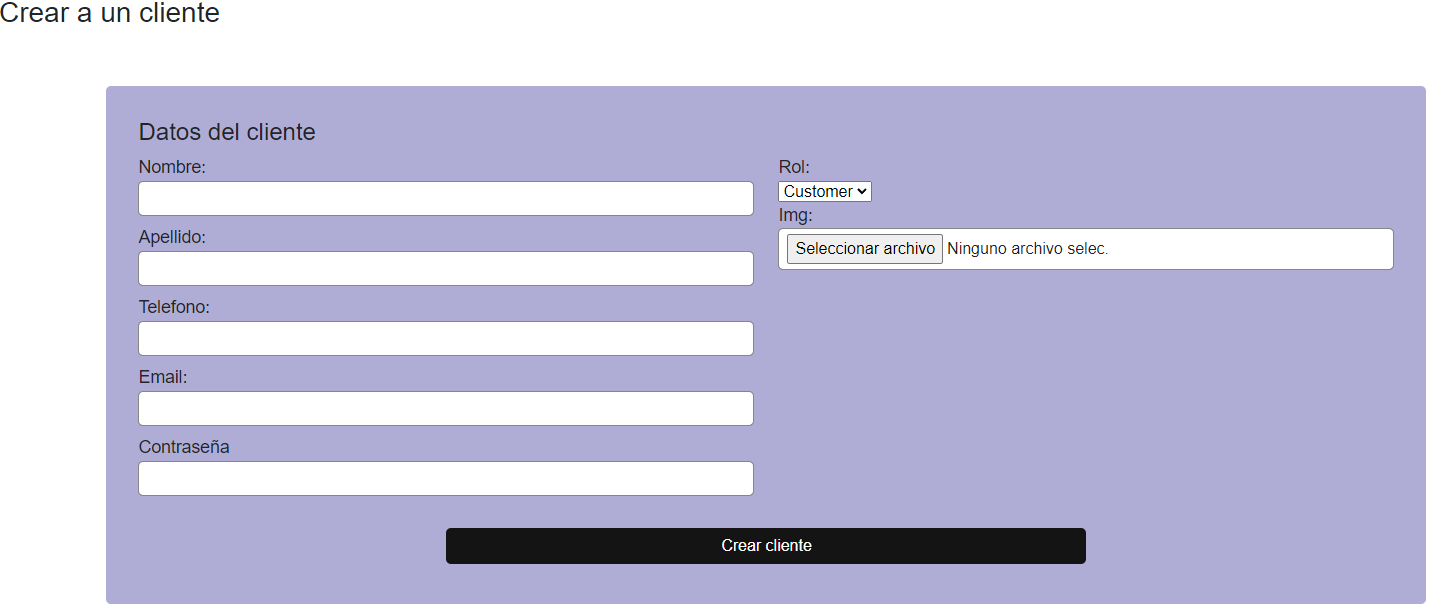 Crear a un cliente
Datos del cliente
Nombre:
Apellido:
Telefono:
Email:
Contraseña
Rol:
Customer
Img:
Seleccionar archivo Ninguno archivo selec.
Crear cliente